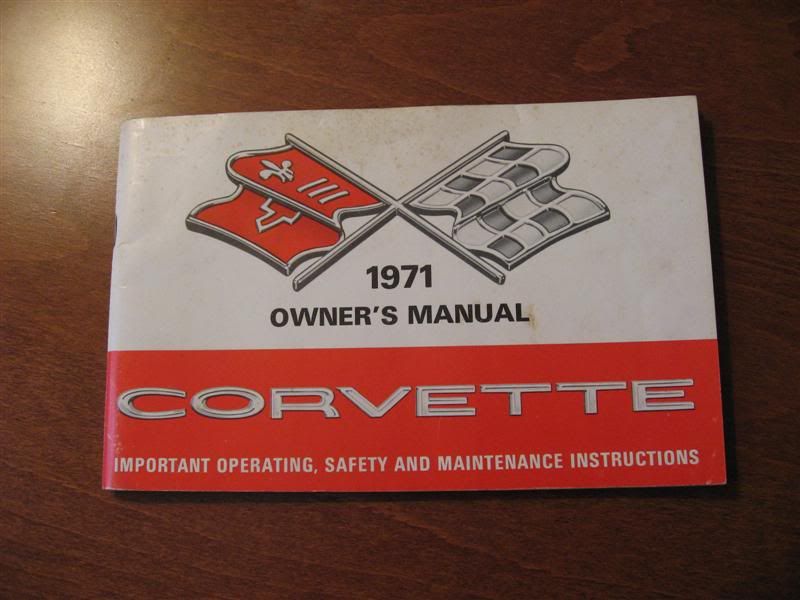 1971
OWNER'S MANUAL
CORVETTE
IMPORTANT OPERATING, SAFETY AND MAINTENANCE INSTRUCTIONS